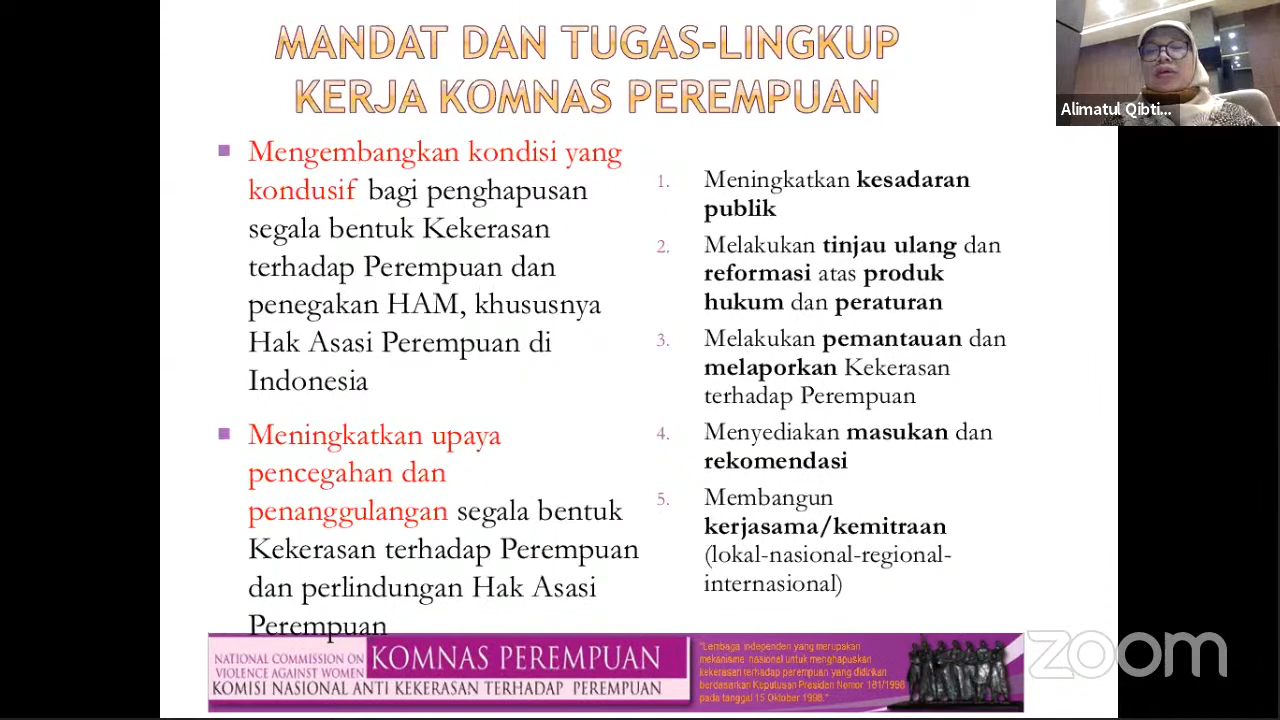 MANDAT DAN TUGAS-LINGKUP
KERJA KOMNAS PEREMPUAN
Alimatul Qibti...
Mengembangkan kondisi yang
kondusif bagi penghapusan
segala bentuk Kekerasan
terhadap Perempuan dan
penegakan HAM, khususnya
Hak Asasi Perempuan di
Indonesia
Meningkatkan upaya
pencegahan dan
penanggulangan segala bentuk
Kekerasan terhadap Perempuan
dan perlindungan Hak Asasi
Perempuan
1. Meningkatkan kesadaran
publik
2. Melakukan tinjau ulang dan
reformasi atas produk
hukum dan peraturan
3. Melakukan pemantauan dan
melaporkan Kekerasan
terhadap Perempuan
4. Menyediakan masukan dan
rekomendasi
5. Membangun
kerjasama/kemitraan
(lokal-nasional-regional-
internasional)
NATIONAL COMMISSION ON
VIOLENCE AGAINST WOMEN
KOMNAS PEREMPUAN
KOMISI NASIONAL ANTI KEKERASAN TERHADAP PEREMPUAN
"Lembaga independen yang merupakan
mekanisme nasional untuk menghapuskan
kekerasan terhadap perempuan yang didirikan
berdasarkan Keputusan Presiden Nomor 181/1998
pada tanggal 15 Oktober 1998."
zoom